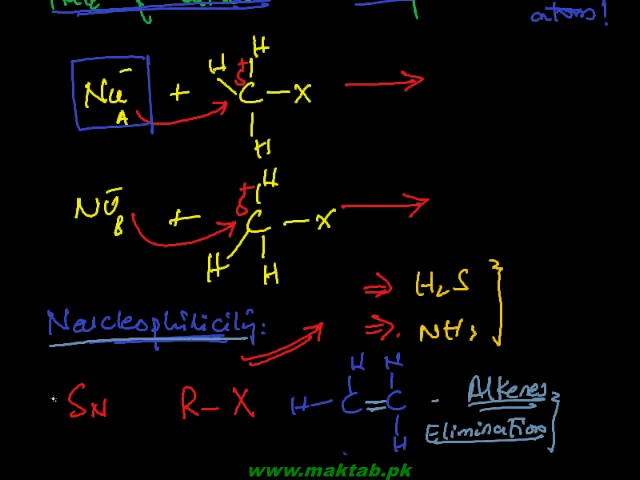 atoms!
Nu⁻ A + H H δ+ C – X H
Nu⁻ B + H δ+ C – X H H
⇒ H₂S
Nucleophilicity: ⇒. NH₃
SN R – X H – C = C H H H - Alkenes
Elimination
www.maktab.pk